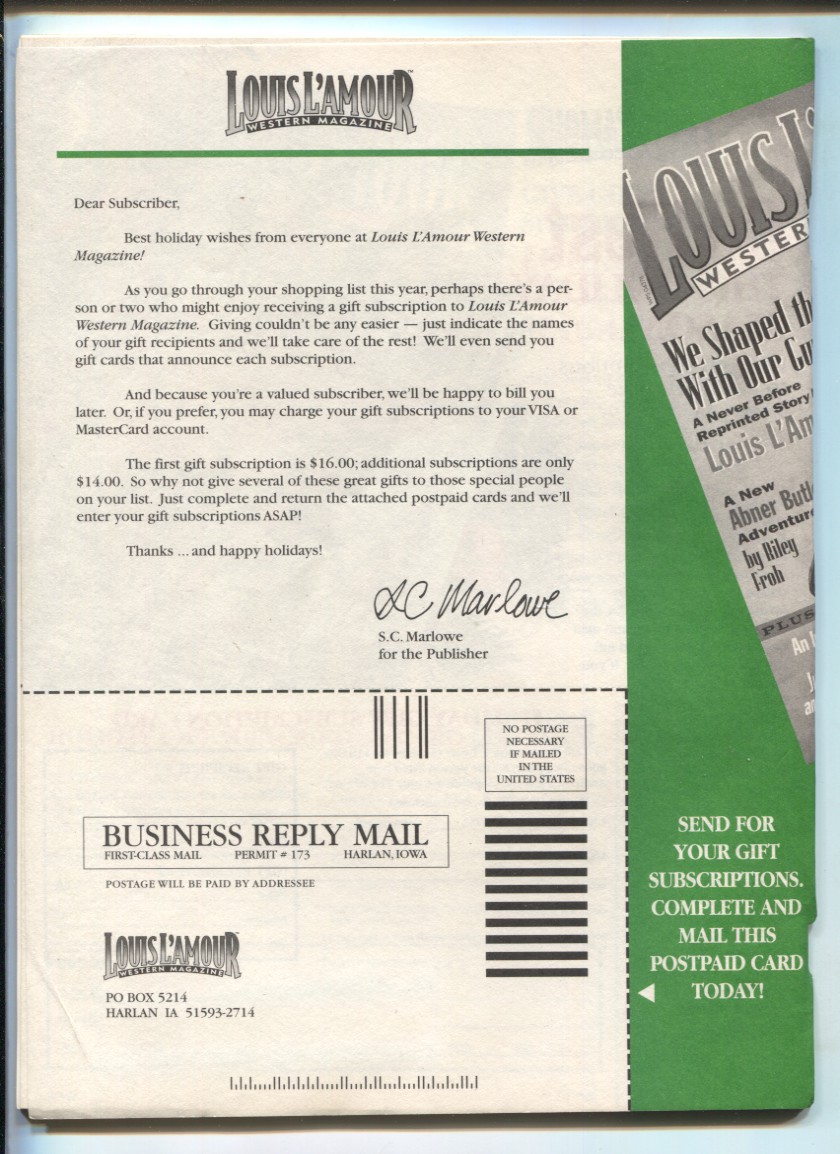 LOUIS L'AMOUR™
WESTERN MAGAZINE
Dear Subscriber,
Best holiday wishes from everyone at Louis L'Amour Western
Magazine!
As you go through your shopping list this year, perhaps there's a per-
son or two who might enjoy receiving a gift subscription to Louis L'Amour
Western Magazine. Giving couldn't be any easier — just indicate the names
of your gift recipients and we'll take care of the rest! We'll even send you
gift cards that announce each subscription.
And because you're a valued subscriber, we'll be happy to bill you
later. Or, if you prefer, you may charge your gift subscriptions to your VISA or
MasterCard account.
The first gift subscription is $16.00; additional subscriptions are only
$14.00. So why not give several of these great gifts to those special people
on your list. Just complete and return the attached postpaid cards and we'll
enter your gift subscriptions ASAP!
Thanks ... and happy holidays!
SC Marlowe
S.C. Marlowe
for the Publisher
NO POSTAGE
NECESSARY
IF MAILED
IN THE
UNITED STATES
BUSINESS REPLY MAIL
FIRST-CLASS MAIL PERMIT # 173 HARLAN, IOWA
POSTAGE WILL BE PAID BY ADDRESSEE
LOUIS L'AMOUR
WESTERN MAGAZINE
PO BOX 5214
HARLAN IA 51593-2714
LOUIS L'
WESTER
We Shaped th
With Our Gu
A Never Before
Reprinted Story
Louis L'Am
A New
Abner Butl
Adventure
by Riley
Froh
PLUS
An
SEND FOR
YOUR GIFT
SUBSCRIPTIONS.
COMPLETE AND
MAIL THIS
POSTPAID CARD
TODAY!